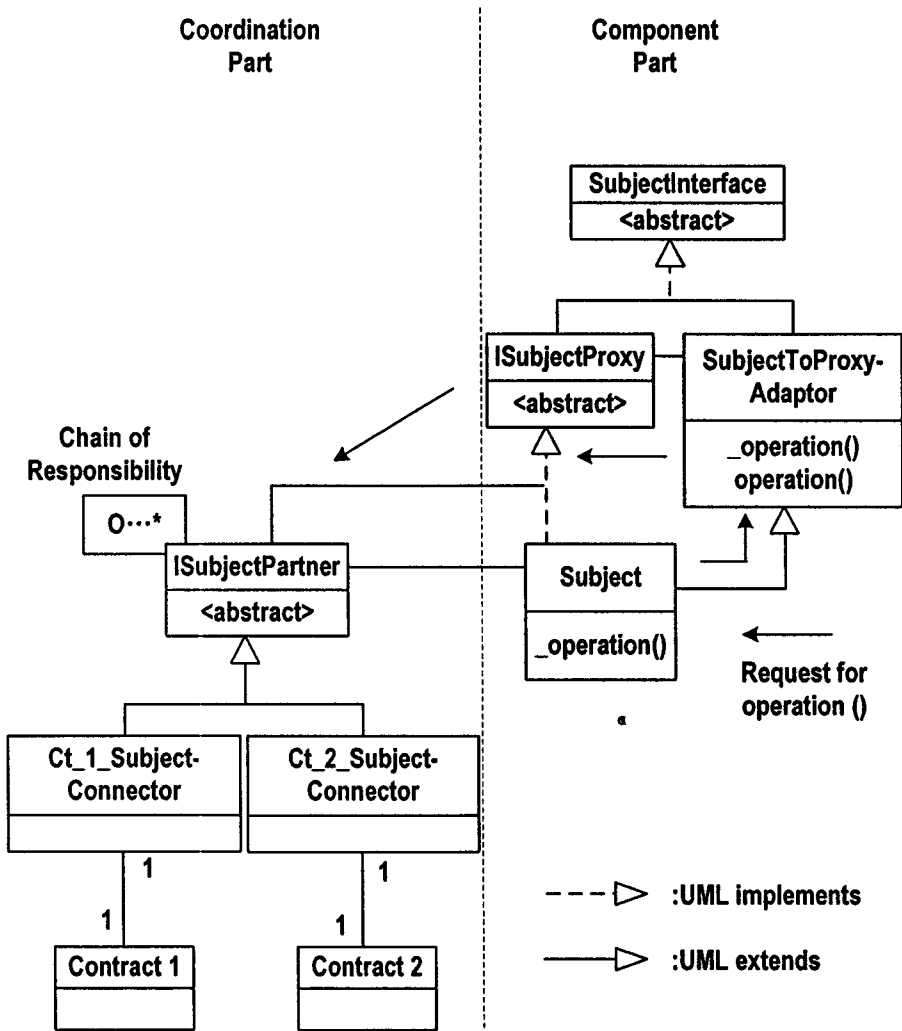 Coordination
Part
Component
Part
SubjectInterface
<abstract>
ISubjectProxy
<abstract>
SubjectToProxy-
Adaptor
_operation()
operation()
Chain of
Responsibility
O···*
ISubjectPartner
<abstract>
Subject
_operation()
Request for
operation ()
Ct_1_Subject-
Connector
Ct_2_Subject-
Connector
1
1
1
1
Contract 1
Contract 2
:UML implements
:UML extends